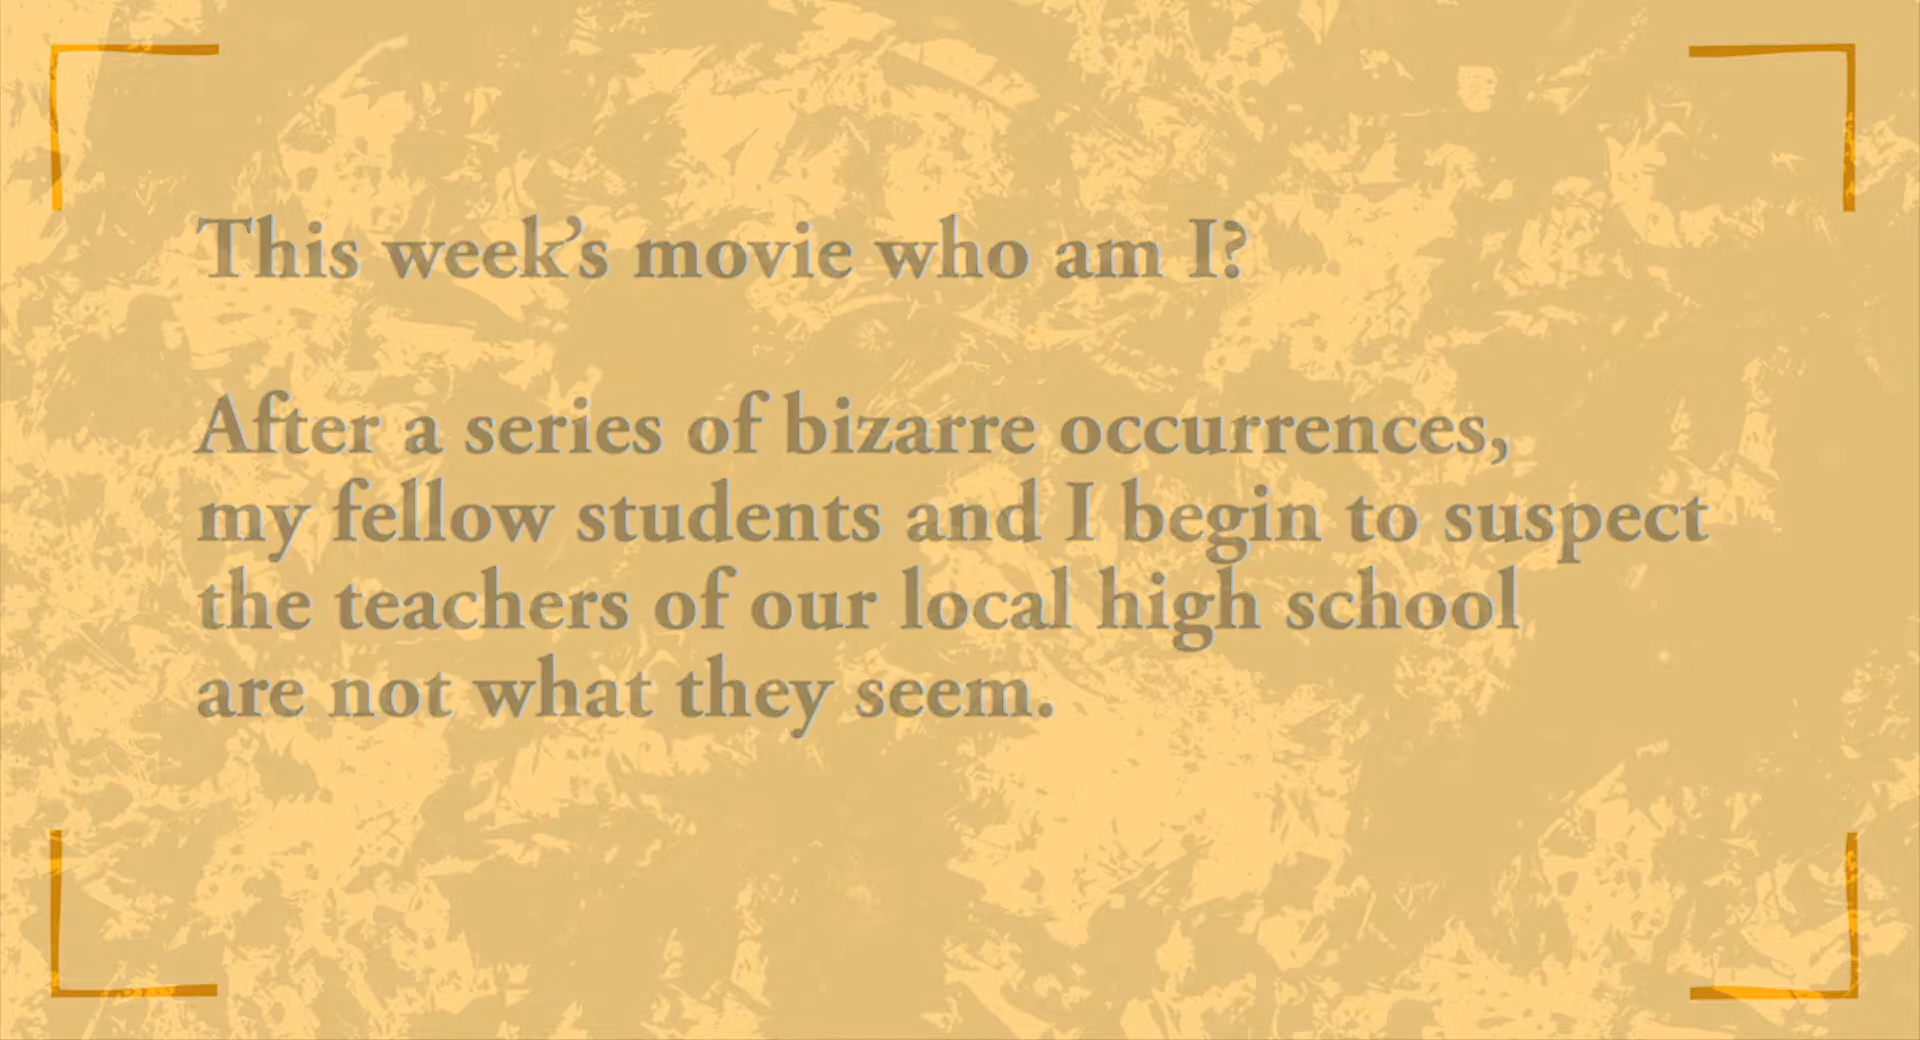 This week’s movie who am I?
After a series of bizarre occurrences,
my fellow students and I begin to suspect
the teachers of our local high school
are not what they seem.